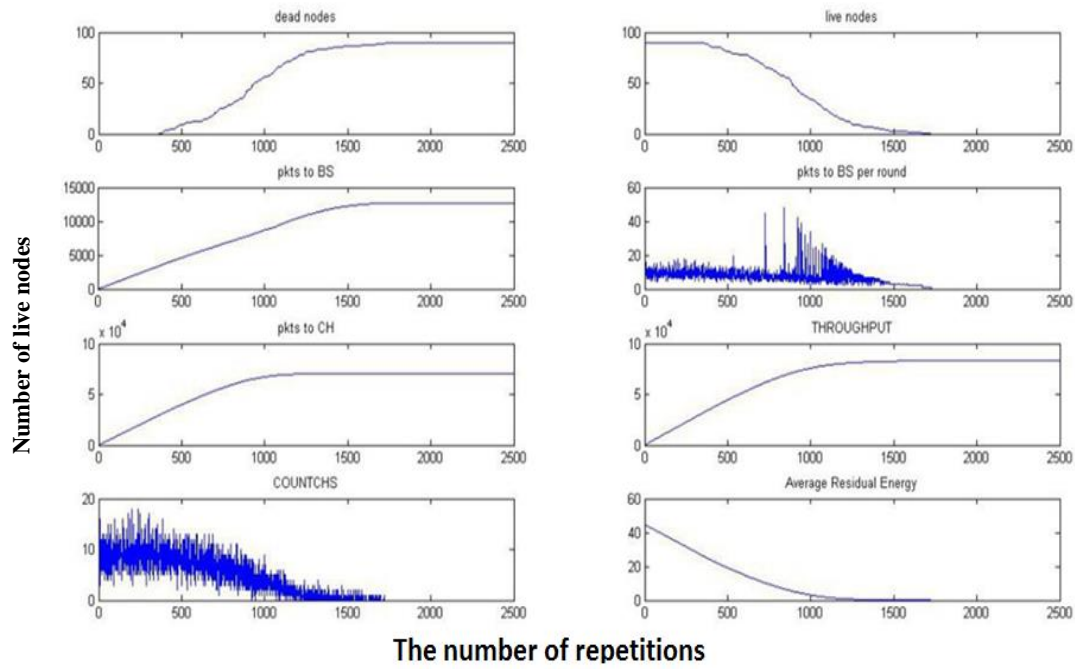 dead nodes
100
50
0
0 500 1000 1500 2000 2500
live nodes
100
50
0
0 500 1000 1500 2000 2500
pkts to BS
15000
10000
5000
0
0 500 1000 1500 2000 2500
pkts to BS per round
60
40
20
0
0 500 1000 1500 2000 2500
pkts to CH
x 10^4
10
5
0
0 500 1000 1500 2000 2500
THROUGHPUT
x 10^4
10
5
0
0 500 1000 1500 2000 2500
COUNTCHS
20
10
0
0 500 1000 1500 2000 2500
Average Residual Energy
60
40
20
0
0 500 1000 1500 2000 2500
Number of live nodes
The number of repetitions